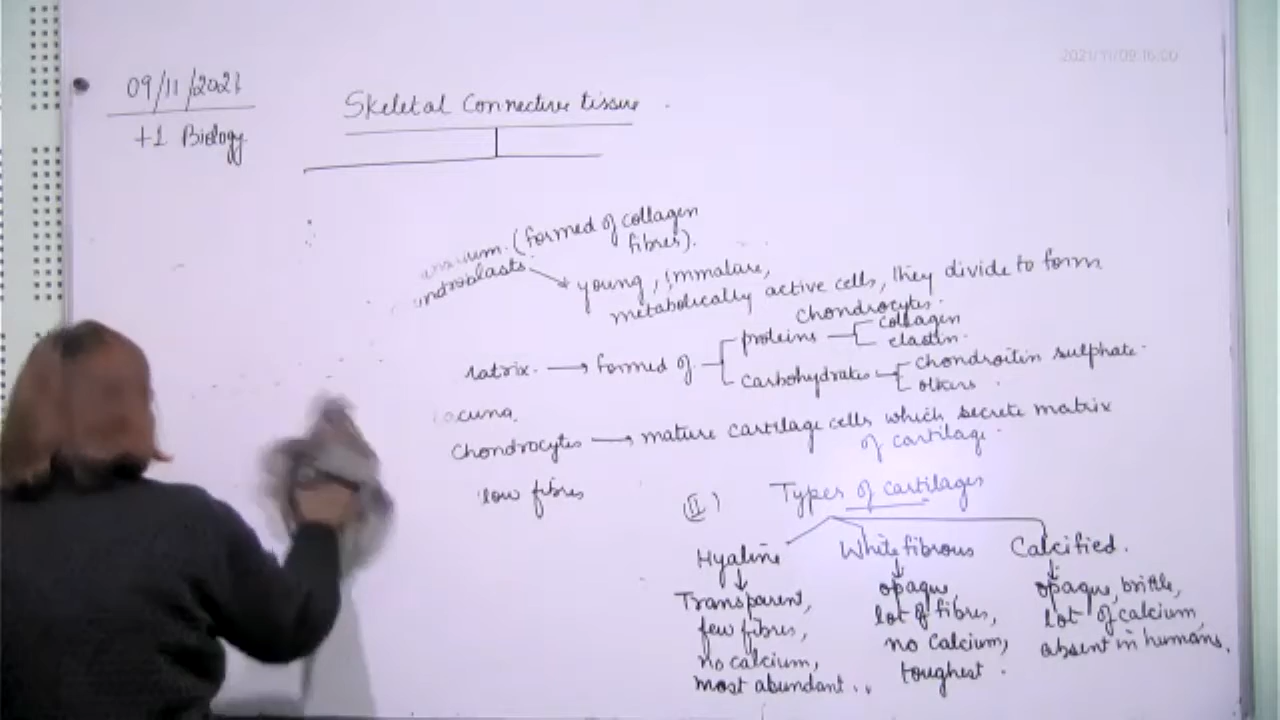 09/11/2021
+1 Biology
Skeletal Connective tissue.
(formed of collagen
fibres).
young, immature,
metabolically active cells, they divide to form
chondrocytes.
formed of
proteins
collagen
elastin.
carbohydrates
chondroitin sulphate.
others.
acuna
Chondrocytes → mature cartilage cells which secrete matrix
of cartilage.
low fibres
(II) Types of cartilages
Hyaline
Transparent,
few fibres,
no calcium,
most abundant..
White fibrous
opaque,
lot of fibres,
no Calcium,
toughest.
Calcified.
opaque, brittle,
lot of calcium,
absent in humans.